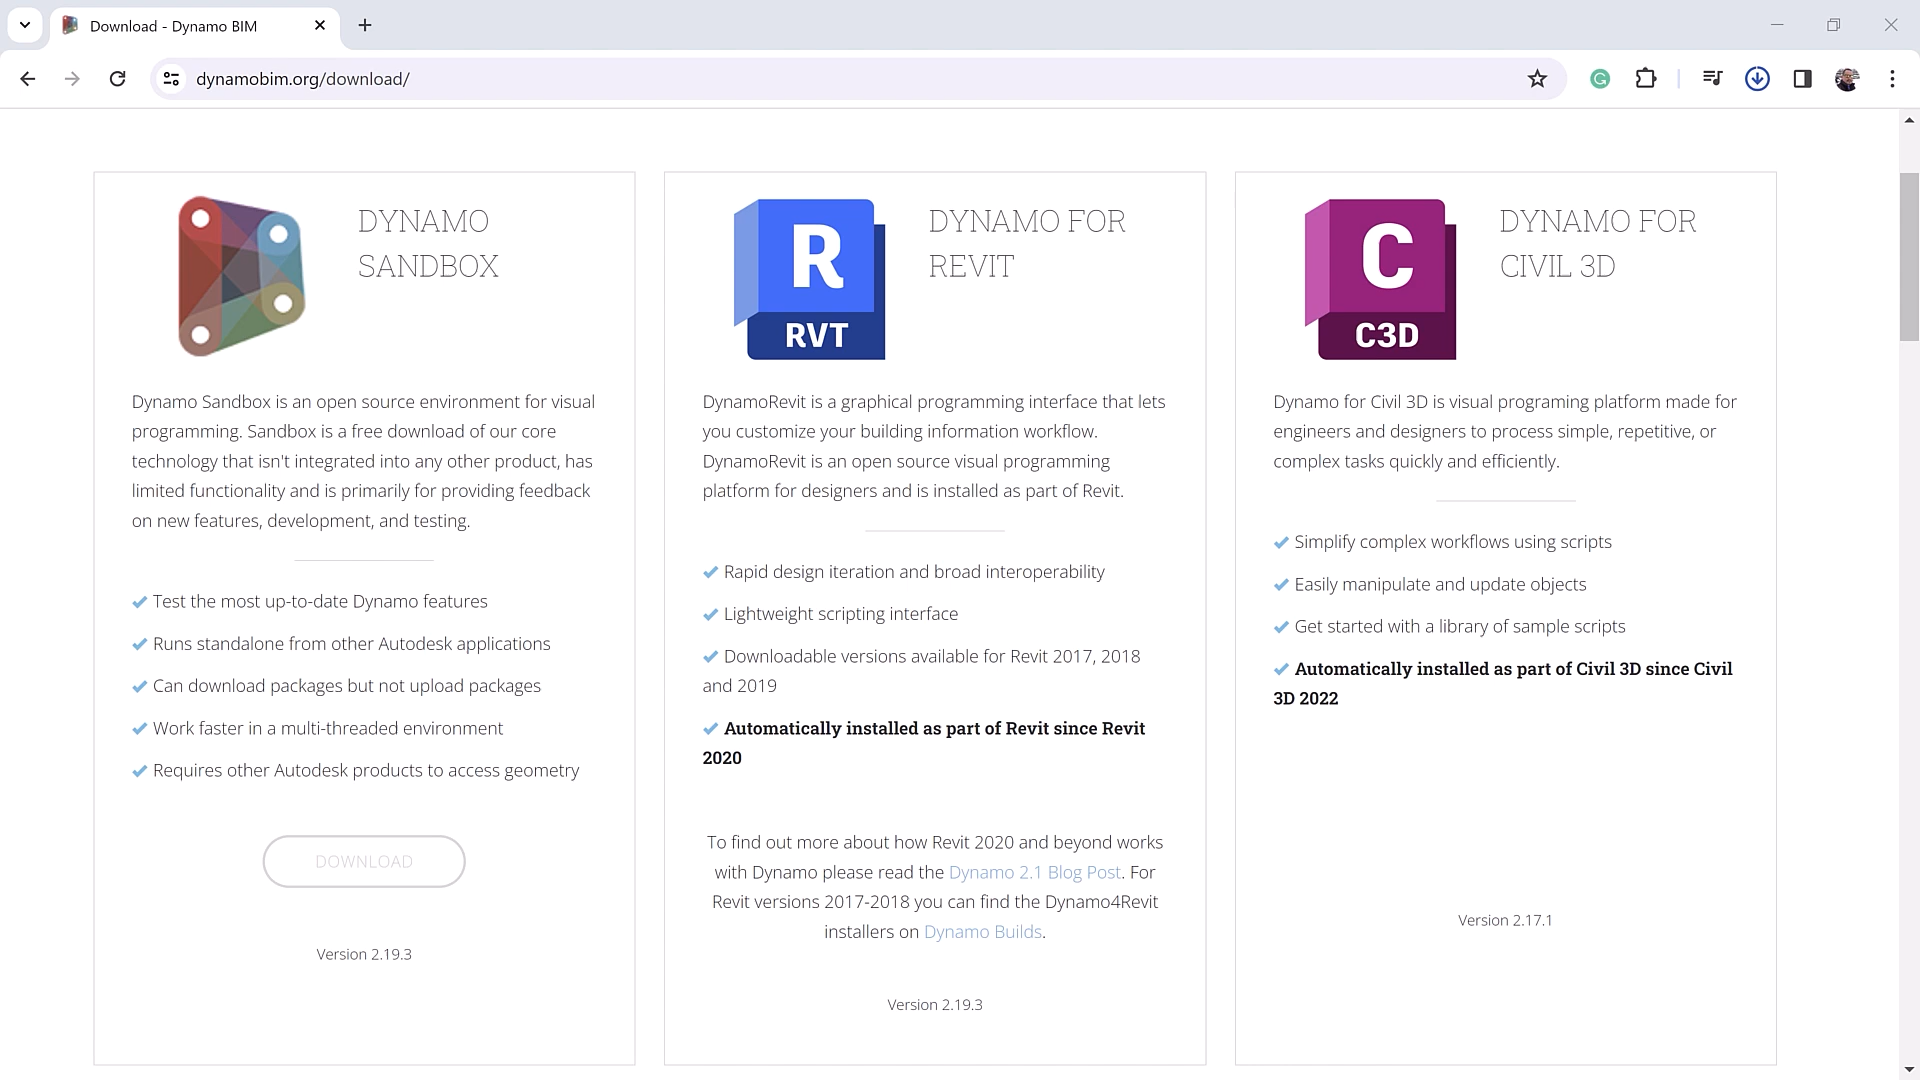 Download - Dynamo BIM
dynamobim.org/download/
DYNAMO
SANDBOX
Dynamo Sandbox is an open source environment for visual
programming. Sandbox is a free download of our core
technology that isn't integrated into any other product, has
limited functionality and is primarily for providing feedback
on new features, development, and testing.
Test the most up-to-date Dynamo features
Runs standalone from other Autodesk applications
Can download packages but not upload packages
Work faster in a multi-threaded environment
Requires other Autodesk products to access geometry
DOWNLOAD
Version 2.19.3
R
RVT
DYNAMO FOR
REVIT
DynamoRevit is a graphical programming interface that lets
you customize your building information workflow.
DynamoRevit is an open source visual programming
platform for designers and is installed as part of Revit.
Rapid design iteration and broad interoperability
Lightweight scripting interface
Downloadable versions available for Revit 2017, 2018
and 2019
Automatically installed as part of Revit since Revit
2020
To find out more about how Revit 2020 and beyond works
with Dynamo please read the Dynamo 2.1 Blog Post. For
Revit versions 2017-2018 you can find the Dynamo4Revit
installers on Dynamo Builds.
Version 2.19.3
C
C3D
DYNAMO FOR
CIVIL 3D
Dynamo for Civil 3D is visual programing platform made for
engineers and designers to process simple, repetitive, or
complex tasks quickly and efficiently.
Simplify complex workflows using scripts
Easily manipulate and update objects
Get started with a library of sample scripts
Automatically installed as part of Civil 3D since Civil
3D 2022
Version 2.17.1